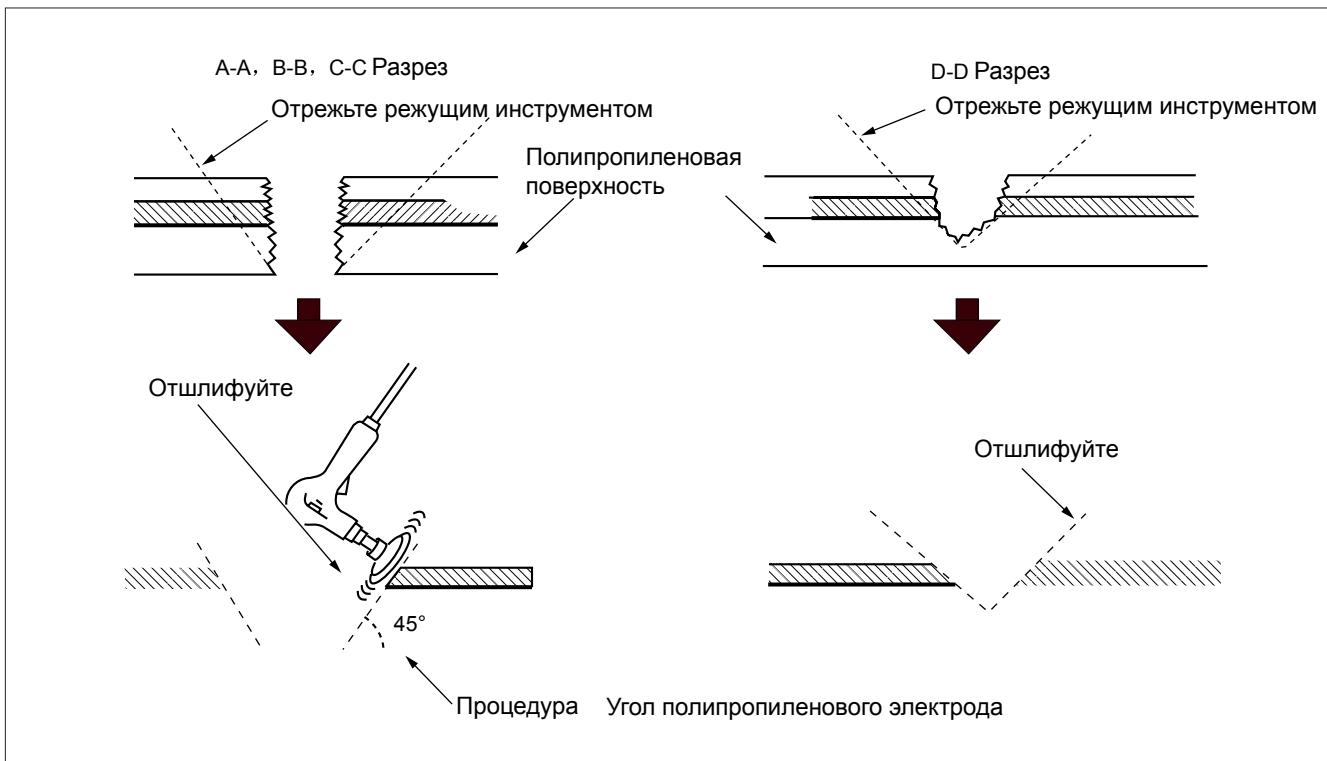 A-A, B-B, C-C Разрез
Отрежьте режущим инструментом
Полипропиленовая
поверхность
D-D Разрез
Отрежьте режущим инструментом
Отшлифуйте
45°
Процедура Угол полипропиленового электрода
Отшлифуйте